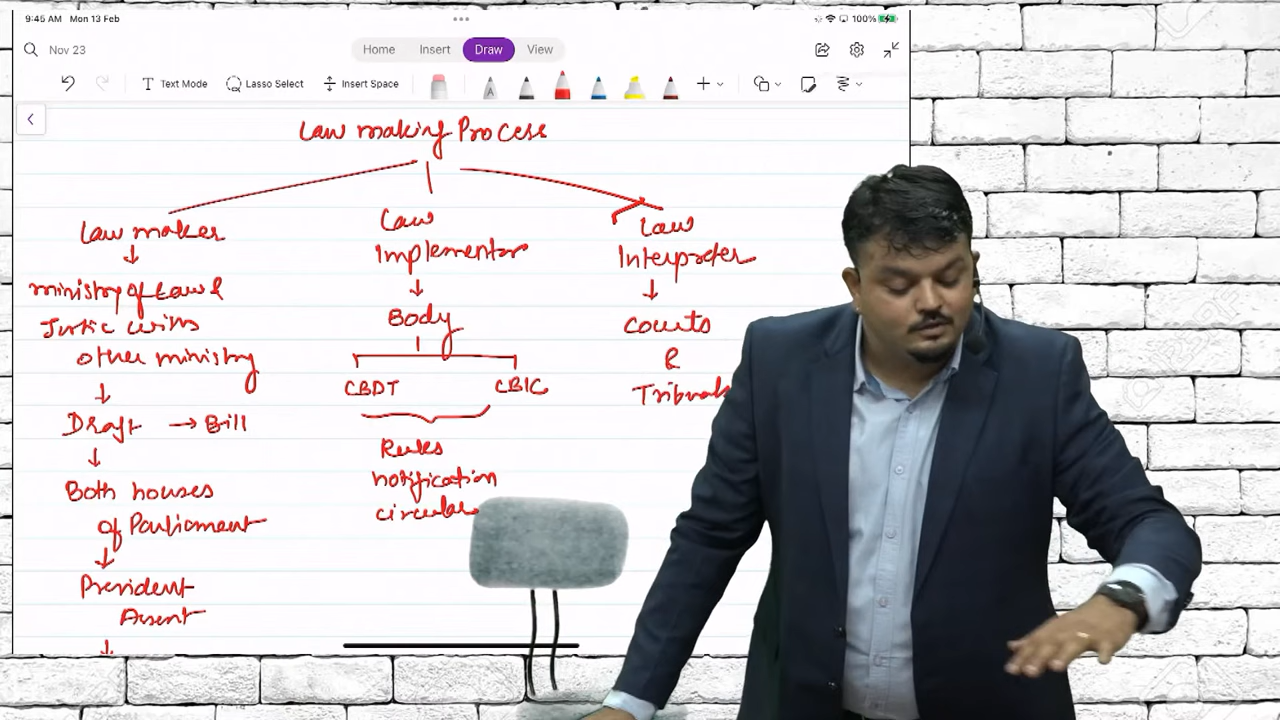 9:45 AM Mon 13 Feb
100%
Nov 23
Home Insert Draw View
Text Mode Lasso Select Insert Space
Law making Process
Law maker
↓
ministry of Law &
Justic with
other ministry
↓
Draft → Bill
↓
Both houses
of Parliament
↓
President
Assent
↓
Law
Implementor
↓
Body
CBDT CBIC
Rules
notification
circular
Law
Interpreter
↓
Courts
&
Tribunals